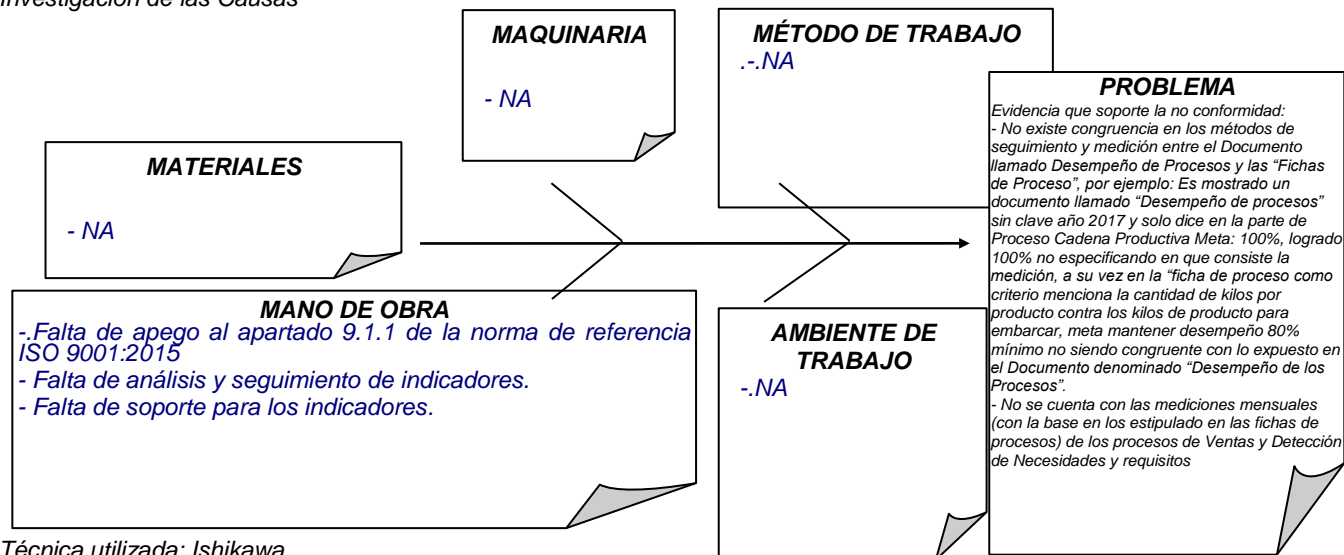 Investigación de las Causas
MAQUINARIA
- NA
MÉTODO DE TRABAJO
.-.NA
MATERIALES
- NA
MANO DE OBRA
-.Falta de apego al apartado 9.1.1 de la norma de referencia
ISO 9001:2015
- Falta de análisis y seguimiento de indicadores.
- Falta de soporte para los indicadores.
AMBIENTE DE
TRABAJO
-.NA
PROBLEMA
Evidencia que soporte la no conformidad:
- No existe congruencia en los métodos de
seguimiento y medición entre el Documento
llamado Desempeño de Procesos y las “Fichas
de Proceso”, por ejemplo: Es mostrado un
documento llamado “Desempeño de procesos”
sin clave año 2017 y solo dice en la parte de
Proceso Cadena Productiva Meta: 100%, logrado
100% no especificando en que consiste la
medición, a su vez en la “ficha de proceso como
criterio menciona la cantidad de kilos por
producto contra los kilos de producto para
embarcar, meta mantener desempeño 80%
mínimo no siendo congruente con lo expuesto en
el Documento denominado “Desempeño de los
Procesos”.
- No se cuenta con las mediciones mensuales
(con la base en los estipulado en las fichas de
procesos) de los procesos de Ventas y Detección
de Necesidades y requisitos
Técnica utilizada: Ishikawa